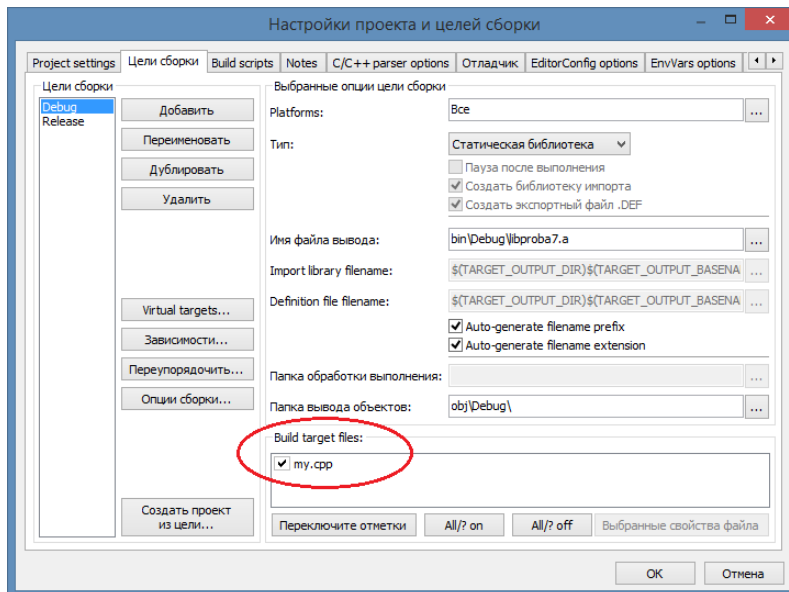 Настройки проекта и целей сборки
Project settings Цели сборки Build scripts Notes C/C++ parser options Отладчик EditorConfig options EnvVars options
Цели сборки
Debug
Release
Добавить
Переименовать
Дублировать
Удалить
Virtual targets...
Зависимости...
Переупорядочить...
Опции сборки...
Создать проект
из цели...
Выбранные опции цели сборки
Platforms: Все ...
Тип: Статическая библиотека
Пауза после выполнения
Создать библиотеку импорта
Создать экспортный файл .DEF
Имя файла вывода: bin\Debug\libproba7.a ...
Import library filename: $(TARGET_OUTPUT_DIR)$(TARGET_OUTPUT_BASENA ...
Definition file filename: $(TARGET_OUTPUT_DIR)$(TARGET_OUTPUT_BASENA ...
Auto-generate filename prefix
Auto-generate filename extension
Папка обработки выполнения: ...
Папка вывода объектов: obj\Debug\ ...
Build target files:
my.cpp
Переключите отметки All/? on All/? off Выбранные свойства файла
OK Отмена